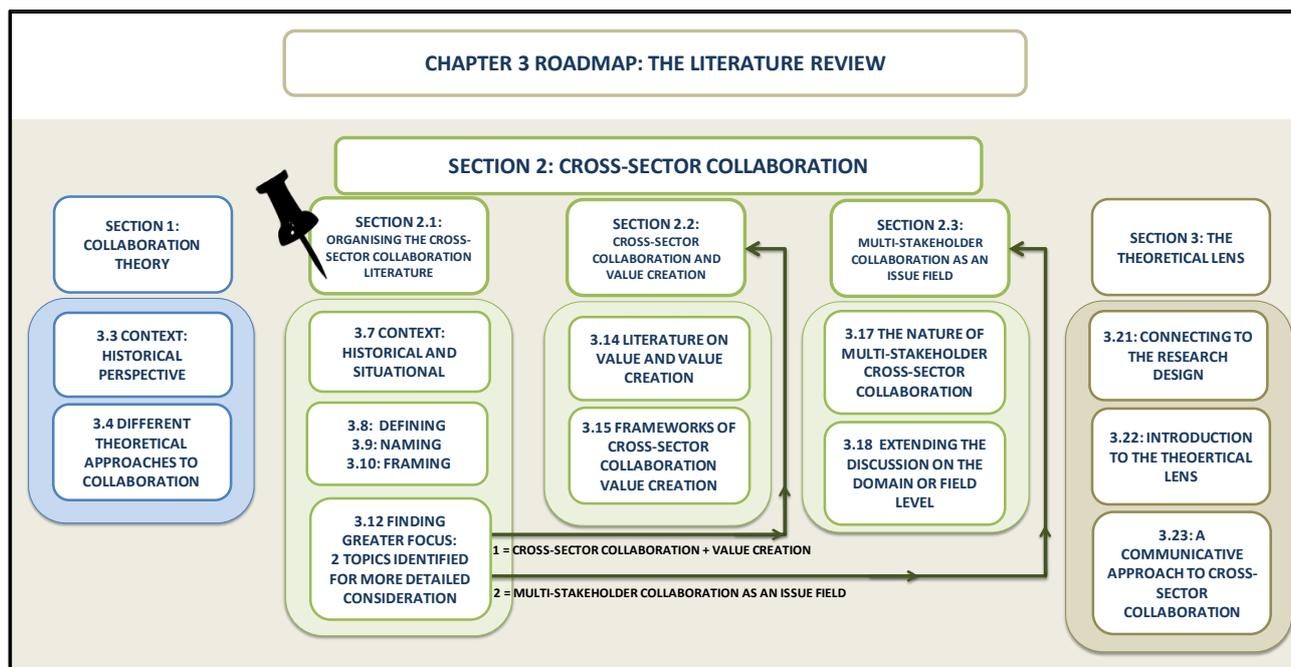 CHAPTER 3 ROADMAP: THE LITERATURE REVIEW
SECTION 2: CROSS-SECTOR COLLABORATION
SECTION 1:
COLLABORATION
THEORY
3.3 CONTEXT:
HISTORICAL
PERSPECTIVE
3.4 DIFFERENT
THEORETICAL
APPROACHES TO
COLLABORATION
SECTION 2.1:
ORGANISING THE CROSS-
SECTOR COLLABORATION
LITERATURE
3.7 CONTEXT:
HISTORICAL AND
SITUATIONAL
3.8: DEFINING
3.9: NAMING
3.10: FRAMING
3.12 FINDING
GREATER FOCUS:
2 TOPICS IDENTIFIED
FOR MORE DETAILED
CONSIDERATION
1 = CROSS-SECTOR COLLABORATION + VALUE CREATION
2 = MULTI-STAKEHOLDER COLLABORATION AS AN ISSUE FIELD
SECTION 2.2:
CROSS-SECTOR
COLLABORATION AND
VALUE CREATION
3.14 LITERATURE ON
VALUE AND VALUE
CREATION
3.15 FRAMEWORKS OF
CROSS-SECTOR
COLLABORATION
VALUE CREATION
SECTION 2.3:
MULTI-STAKEHOLDER
COLLABORATION AS AN
ISSUE FIELD
3.17 THE NATURE OF
MULTI-STAKEHOLDER
CROSS-SECTOR
COLLABORATION
3.18 EXTENDING THE
DISCUSSION ON THE
DOMAIN OR FIELD
LEVEL
SECTION 3: THE
THEORETICAL LENS
3.21: CONNECTING TO
THE RESEARCH
DESIGN
3.22: INTRODUCTION
TO THE THEOERTICAL
LENS
3.23: A
COMMUNICATIVE
APPROACH TO CROSS-
SECTOR
COLLABORATION